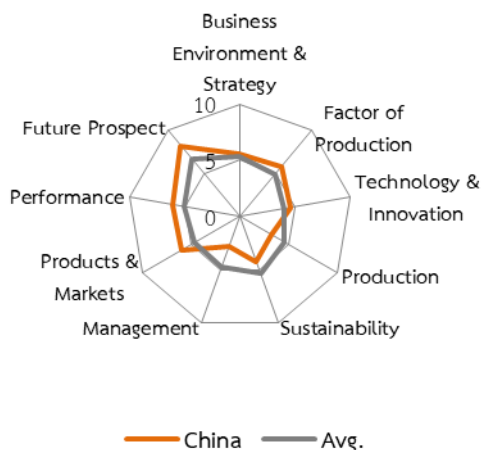 Business
Environment &
Strategy
10
5
0
Factor of
Production
Technology &
Innovation
Production
Sustainability
Management
Products &
Markets
Performance
Future Prospect
China
Avg.